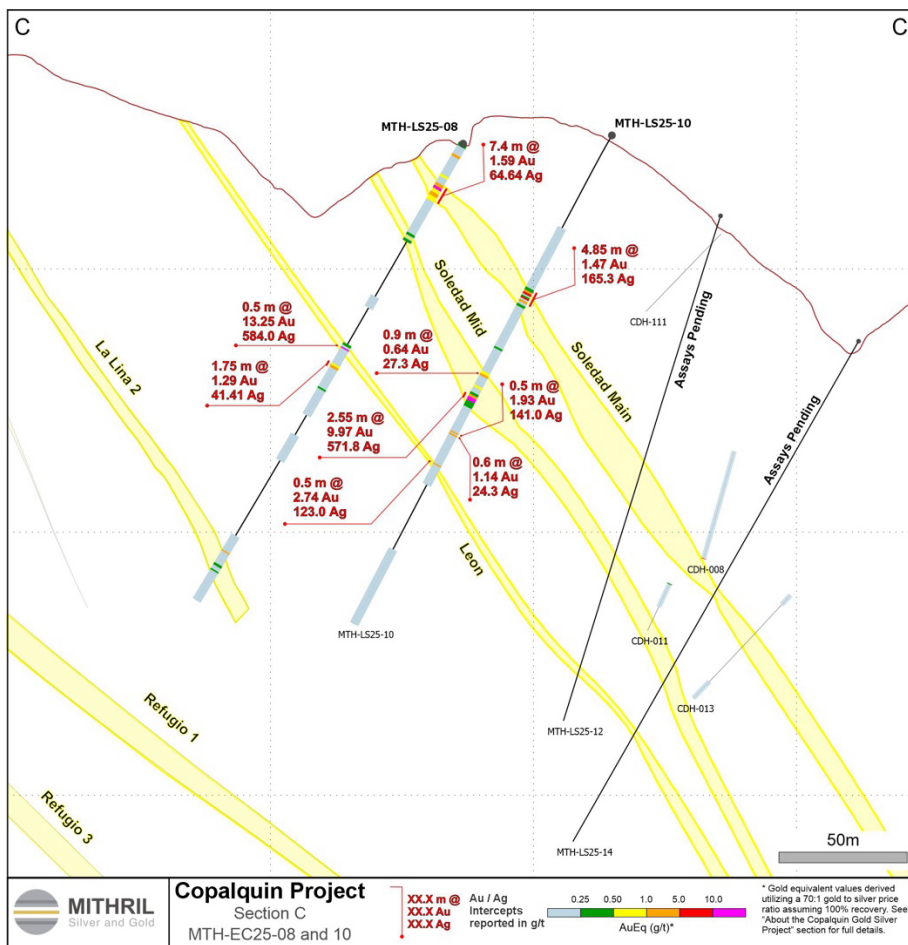 C
C
MTH-LS25-08
MTH-LS25-10
7.4 m @
1.59 Au
64.64 Ag
4.85 m @
1.47 Au
165.3 Ag
CDH-111
Soledad Mid
Soledad Main
Assays Pending
Assays Pending
La Lina 2
0.5 m @
13.25 Au
584.0 Ag
0.9 m @
0.64 Au
27.3 Ag
1.75 m @
1.29 Au
41.41 Ag
0.5 m @
1.93 Au
141.0 Ag
2.55 m @
9.97 Au
571.8 Ag
0.6 m @
1.14 Au
24.3 Ag
0.5 m @
2.74 Au
123.0 Ag
Leon
CDH-008
CDH-011
CDH-013
MTH-LS25-10
MTH-LS25-12
MTH-LS25-14
Refugio 1
Refugio 3
50m
MITHRIL
Silver and Gold
Copalquin Project
Section C
MTH-EC25-08 and 10
XX.X m @
XX.X Au
XX.X Ag
Au / Ag
Intercepts
reported in g/t
0.25 0.50 1.0 5.0 10.0
AuEq (g/t)*
* Gold equivalent values derived
utilizing a 70:1 gold to silver price
ratio assuming 100% recovery. See
"About the Copalquin Gold Silver
Project" section for full details.